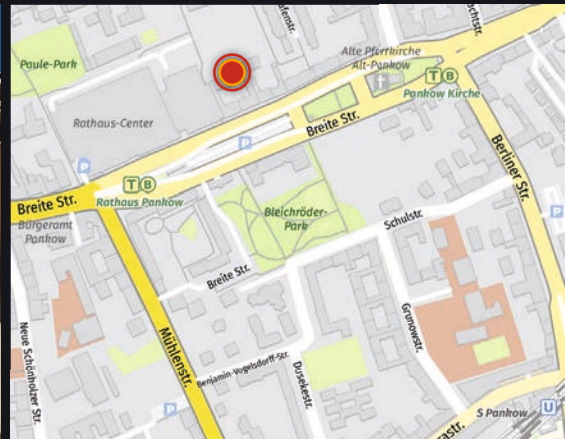 Paule-Park
Alte Pfarrkirche
Alt-Pankow
T B
Pankow Kirche
Rathaus-Center
P
P
Breite Str.
Berliner Str.
Breite Str.
T B
Rathaus Pankow
Bürgeramt
Pankow
Bleichröder-
Park
Schulstr.
P
Breite Str.
Neue Schönholzer Str.
Mühlenstr.
Grunowstr.
Benjamin-Vogelsdorff-Str.
Dusekestr.
P
S Pankow
U